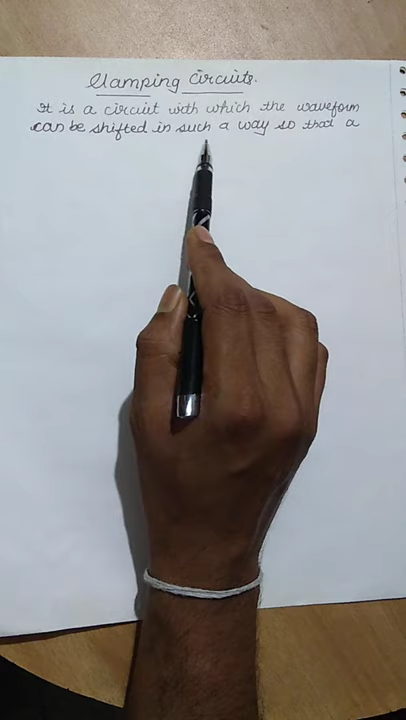 Clamping Circuits.
It is a circuit with which the waveform
can be shifted in such a way so that a